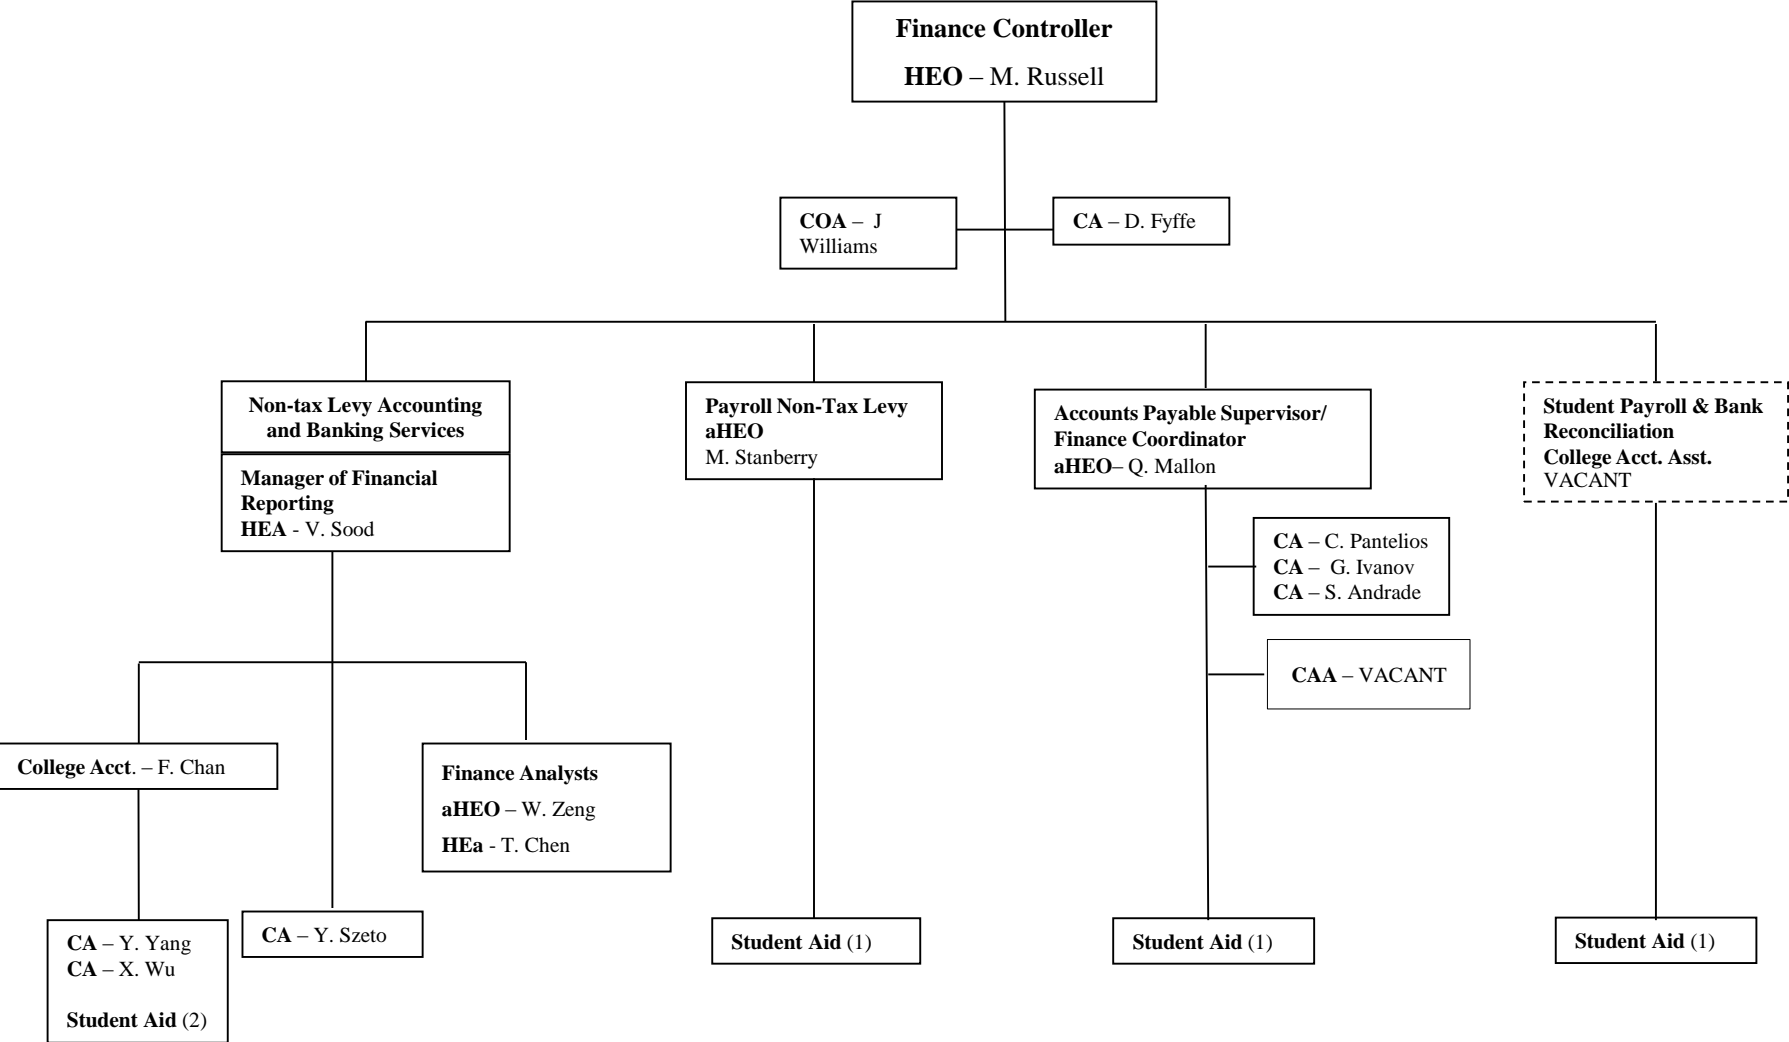 Finance Controller
HEO – M. Russell
COA – J
Williams
CA – D. Fyffe
Non-tax Levy Accounting
and Banking Services
Manager of Financial
Reporting
HEA - V. Sood
Payroll Non-Tax Levy
aHEO
M. Stanberry
Accounts Payable Supervisor/
Finance Coordinator
aHEO– Q. Mallon
Student Payroll & Bank
Reconciliation
College Acct. Asst.
VACANT
CA – C. Pantelios
CA – G. Ivanov
CA – S. Andrade
CAA – VACANT
College Acct. – F. Chan
Finance Analysts
aHEO – W. Zeng
HEa - T. Chen
CA – Y. Yang
CA – X. Wu
Student Aid (2)
CA – Y. Szeto
Student Aid (1)
Student Aid (1)
Student Aid (1)